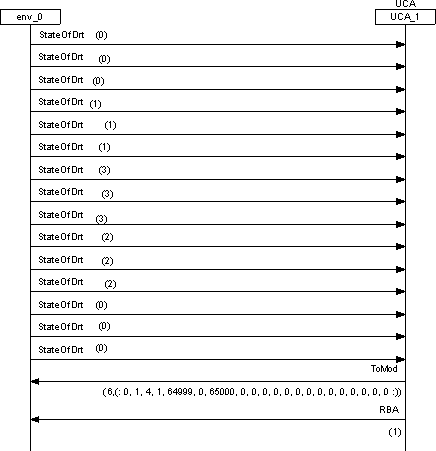 UCA
env_0 UCA_1
StateOfDrt (0)
StateOfDrt (0)
StateOfDrt (0)
StateOfDrt (1)
StateOfDrt (1)
StateOfDrt (1)
StateOfDrt (3)
StateOfDrt (3)
StateOfDrt (3)
StateOfDrt (2)
StateOfDrt (2)
StateOfDrt (2)
StateOfDrt (0)
StateOfDrt (0)
StateOfDrt (0)
ToMod
(6,(: 0, 1, 4, 1, 64999, 0, 65000, 0, 0, 0, 0, 0, 0, 0, 0, 0, 0, 0, 0, 0, 0 :))
RBA
(1)